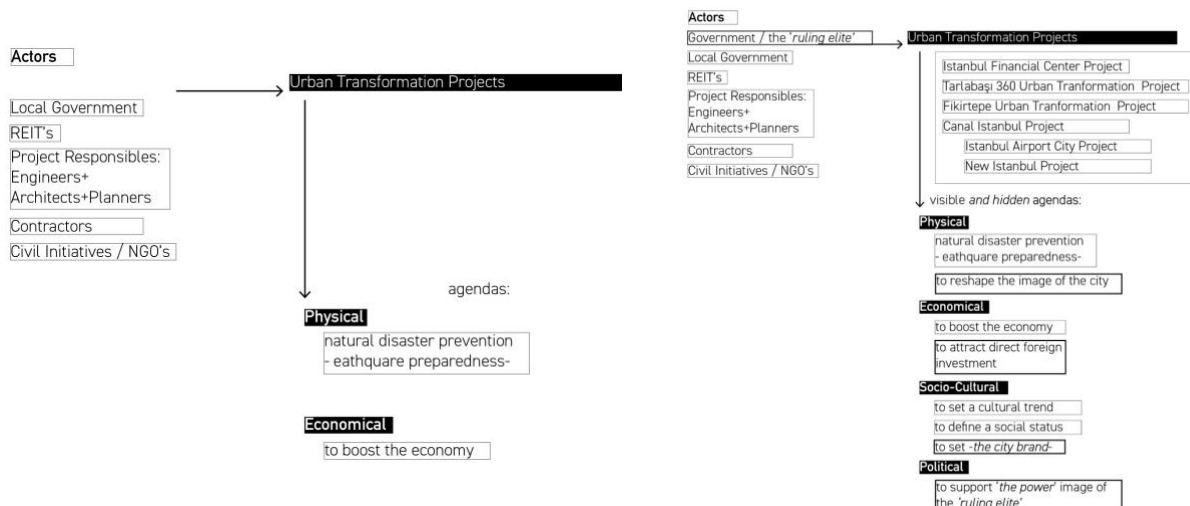 Actors
Local Government
REIT's
Project Responsibles:
Engineers+
Architects+Planners
Contractors
Civil Initiatives / NGO's
Urban Transformation Projects
agendas:
Physical
natural disaster prevention
- eathquare preparedness-
Economical
to boost the economy
Actors
Government / the 'ruling elite'
Local Government
REIT's
Project Responsibles:
Engineers+
Architects+Planners
Contractors
Civil Initiatives / NGO's
Urban Transformation Projects
Istanbul Financial Center Project
Tarlabaşı 360 Urban Tranformation Project
Fikirtepe Urban Tranformation Project
Canal Istanbul Project
Istanbul Airport City Project
New Istanbul Project
visible and hidden agendas:
Physical
natural disaster prevention
- eathquare preparedness-
to reshape the image of the city
Economical
to boost the economy
to attract direct foreign
investment
Socio-Cultural
to set a cultural trend
to define a social status
to set -the city brand-
Political
to support 'the power' image of
the 'ruling elite'